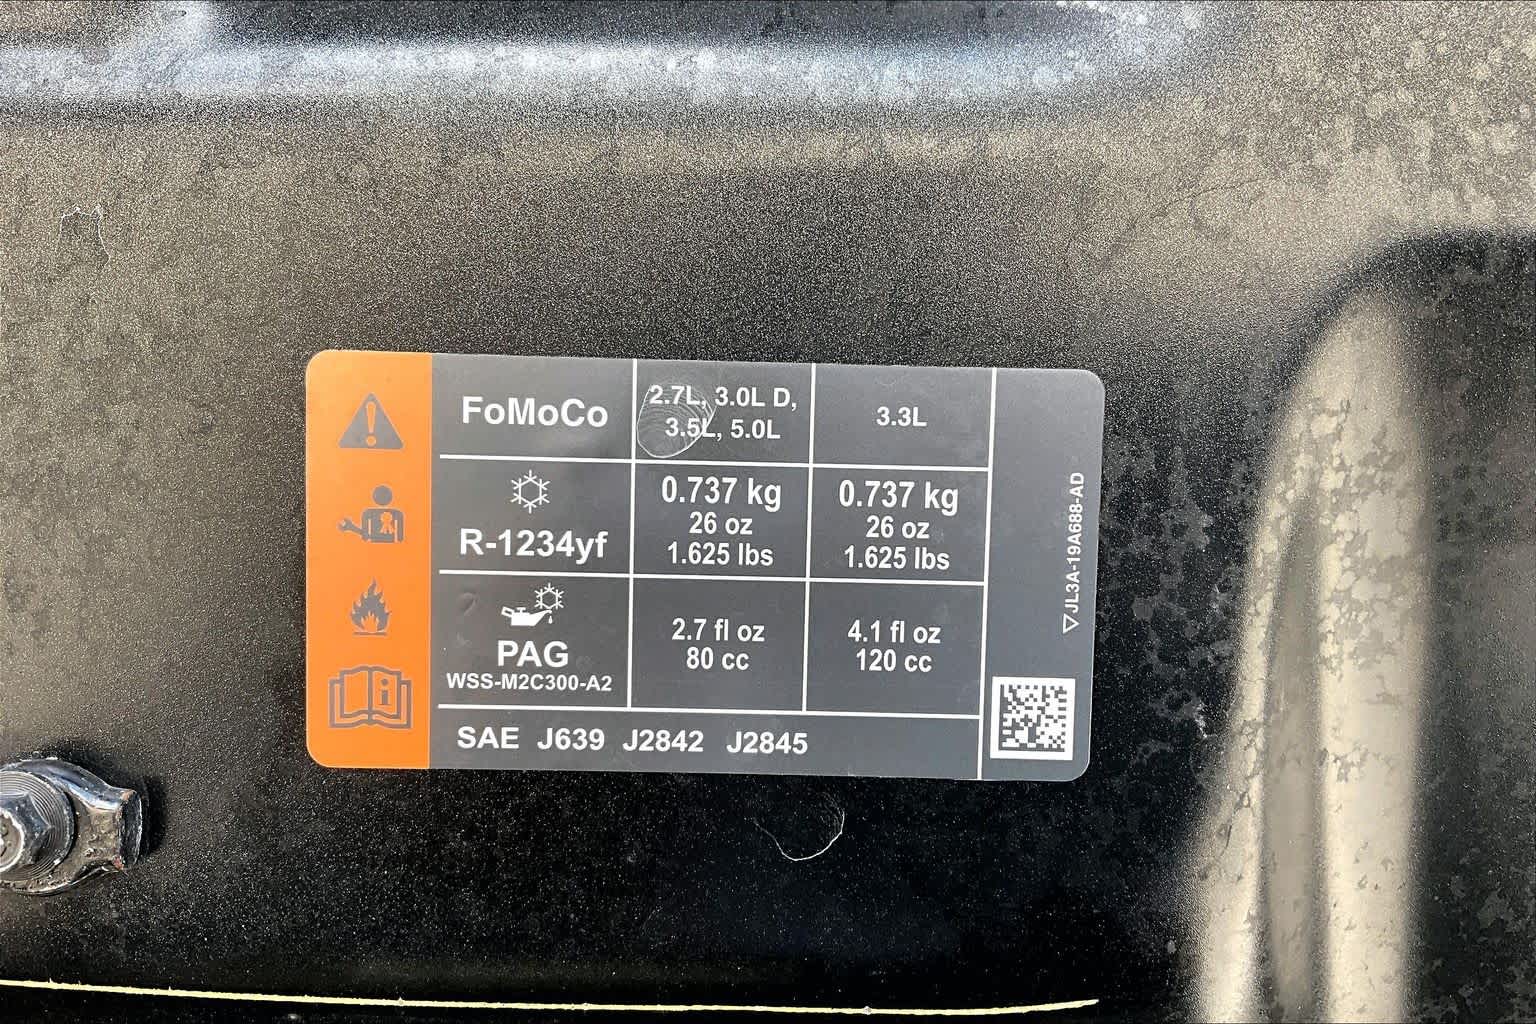 FoMoCo
2.7L, 3.0L D,
3.5L, 5.0L
3.3L
R-1234yf
0.737 kg
26 oz
1.625 lbs
0.737 kg
26 oz
1.625 lbs
PAG
WSS-M2C300-A2
2.7 fl oz
80 cc
4.1 fl oz
120 cc
SAE J639 J2842 J2845
JL3A-19A688-AD